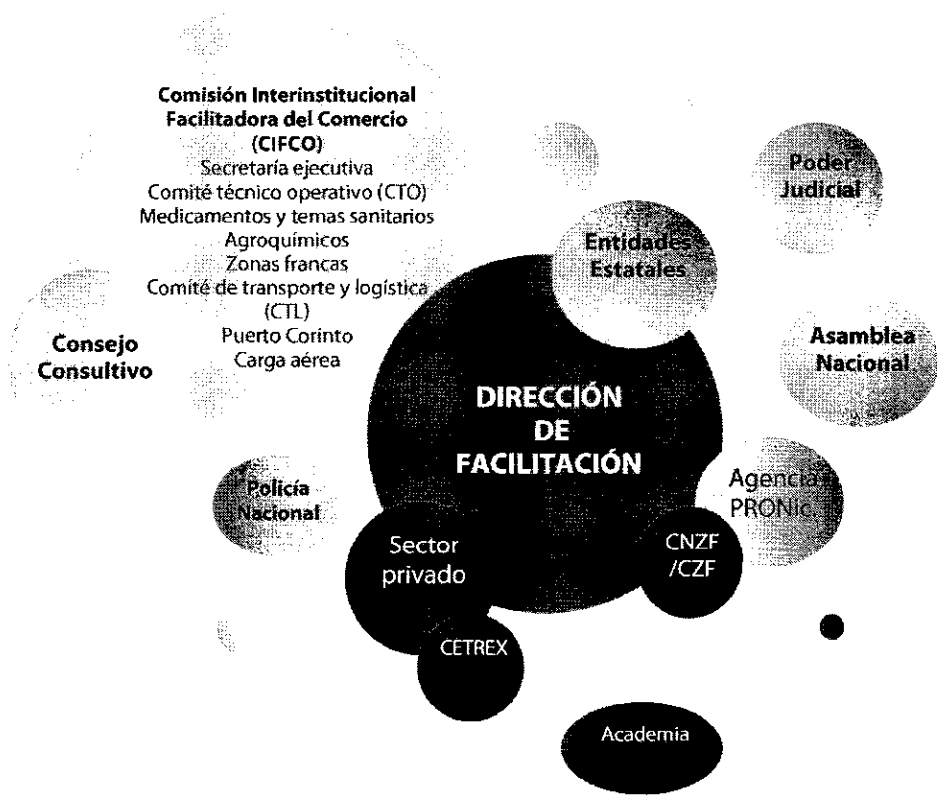 Comisión Interinstitucional
Facilitadora del Comercio
(CIFCO)
Secretaría ejecutiva
Comité técnico operativo (CTO)
Medicamentos y temas sanitarios
Agroquímicos
Zonas francas
Comité de transporte y logística
(CTL)
Puerto Corinto
Carga aérea
Consejo
Consultivo
Poder
Judicial
Entidades
Estatales
Asamblea
Nacional
DIRECCIÓN
DE
FACILITACIÓN
Policía
Nacional
Agencia
PRONic.
Sector
privado
CNZF
/CZF
CETREX
Academia